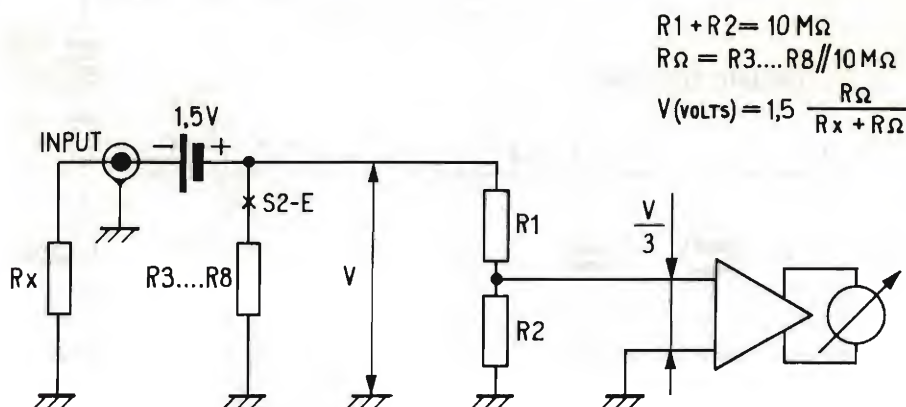 R1 + R2 = 10 MΩ
RΩ = R3....R8//10 MΩ
V (VOLTS) = 1,5 RΩ / Rx + RΩ
1,5 V
INPUT
− +
S2-E
R1
V / 3
Rx
R3....R8
V
R2